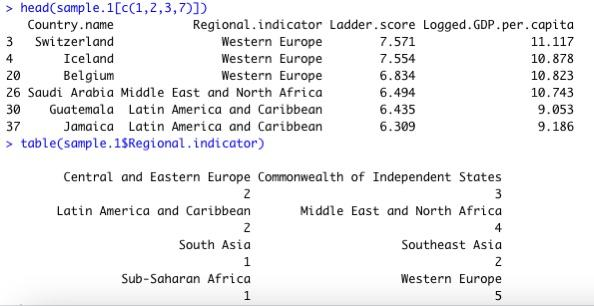 > head(sample.1[c(1,2,3,7)])
Country.name Regional.indicator Ladder.score Logged.GDP.per.capita
3 Switzerland Western Europe 7.571 11.117
4 Iceland Western Europe 7.554 10.878
20 Belgium Western Europe 6.834 10.823
26 Saudi Arabia Middle East and North Africa 6.494 10.743
30 Guatemala Latin America and Caribbean 6.435 9.053
37 Jamaica Latin America and Caribbean 6.309 9.186
> table(sample.1$Regional.indicator)
Central and Eastern Europe Commonwealth of Independent States
2 3
Latin America and Caribbean Middle East and North Africa
2 4
South Asia Southeast Asia
1 2
Sub-Saharan Africa Western Europe
1 5